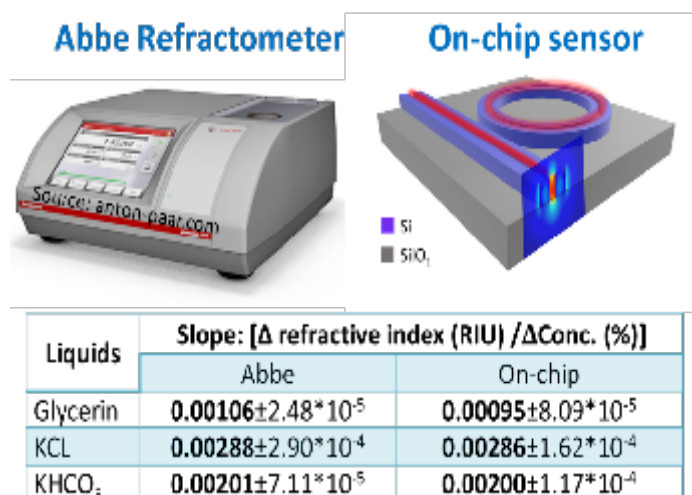 Abbe Refractometer
On-chip sensor
Source: anton-paar.com
Si
SiO₂
Liquids
Slope: [Δ refractive index (RIU) /ΔConc. (%)]
Abbe
On-chip
Glycerin 0.00106±2.48*10⁻⁵ 0.00095±8.09*10⁻⁵
KCL 0.00288±2.90*10⁻⁴ 0.00286±1.62*10⁻⁴
KHCO₃ 0.00201±7.11*10⁻⁵ 0.00200±1.17*10⁻⁴